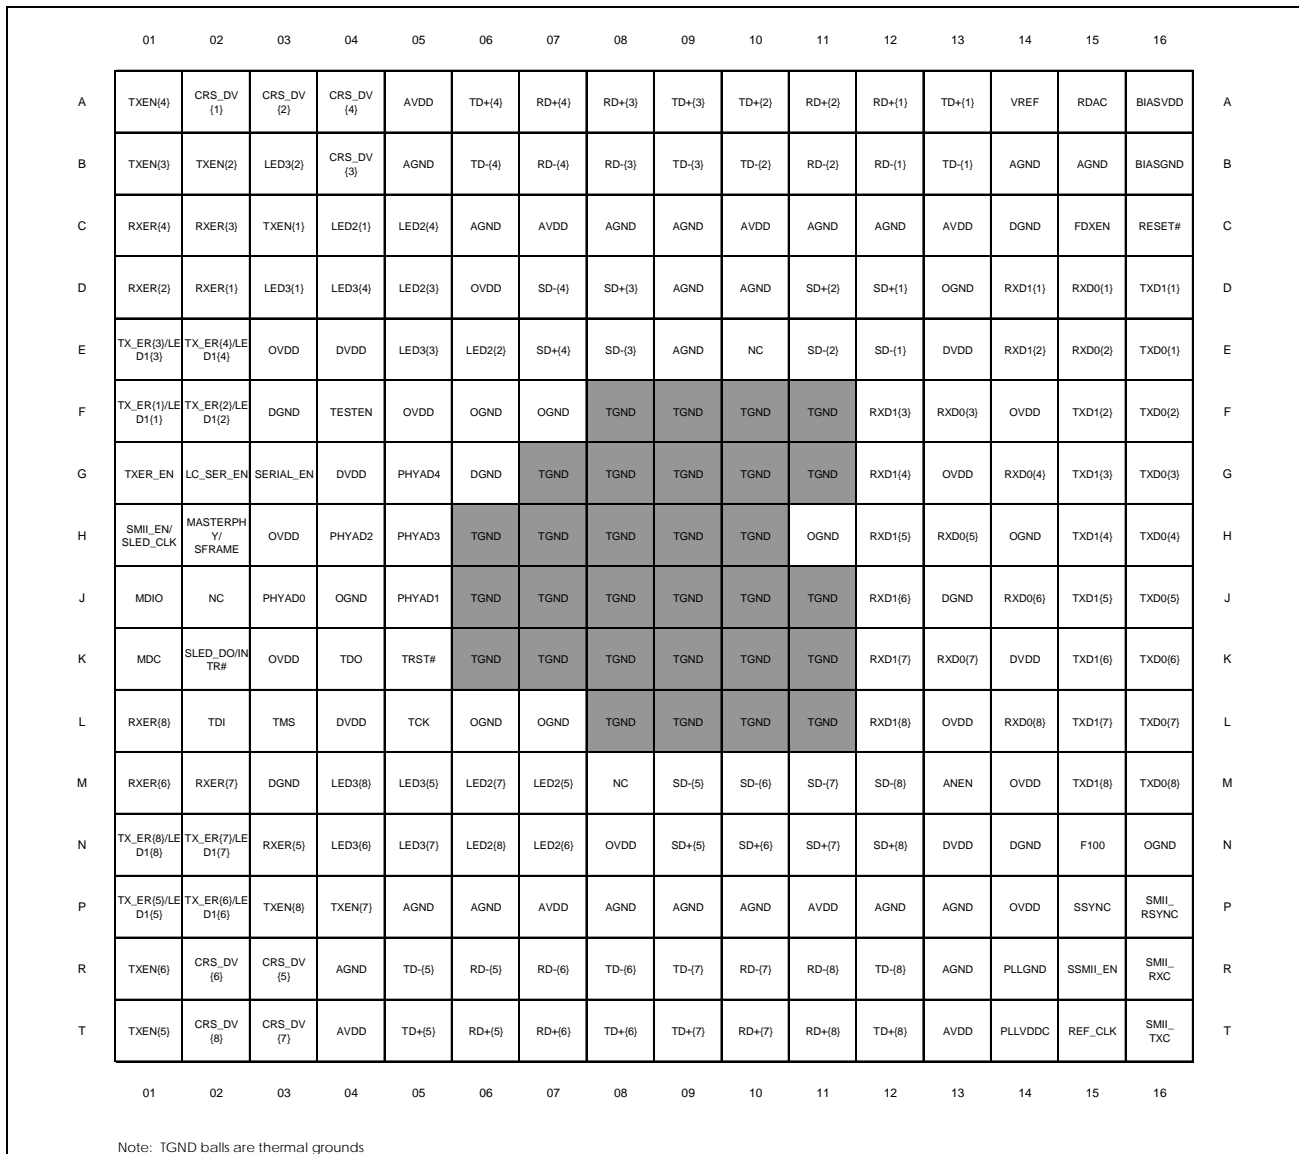 01 02 03 04 05 06 07 08 09 10 11 12 13 14 15 16
A TXEN{4} CRS_DV {1} CRS_DV {2} CRS_DV {4} AVDD TD+{4} RD+{4} RD+{3} TD+{3} TD+{2} RD+{2} RD+{1} TD+{1} VREF RDAC BIASVDD A
B TXEN{3} TXEN{2} LED3{2} CRS_DV {3} AGND TD-{4} RD-{4} RD-{3} TD-{3} TD-{2} RD-{2} RD-{1} TD-{1} AGND AGND BIASGND B
C RXER{4} RXER{3} TXEN{1} LED2{1} LED2{4} AGND AVDD AGND AGND AVDD AGND AGND AVDD DGND FDXEN RESET# C
D RXER{2} RXER{1} LED3{1} LED3{4} LED2{3} OVDD SD-{4} SD+{3} AGND AGND SD+{2} SD+{1} OGND RXD1{1} RXD0{1} TXD1{1} D
E TX_ER{3}/LED1{3} TX_ER{4}/LED1{4} OVDD DVDD LED3{3} LED2{2} SD+{4} SD-{3} AGND NC SD-{2} SD-{1} DVDD RXD1{2} RXD0{2} TXD0{1} E
F TX_ER{1}/LED1{1} TX_ER{2}/LED1{2} DGND TESTEN OVDD OGND OGND TGND TGND TGND TGND RXD1{3} RXD0{3} OVDD TXD1{2} TXD0{2} F
G TXER_EN LC_SER_EN SERIAL_EN DVDD PHYAD4 DGND TGND TGND TGND TGND TGND RXD1{4} OVDD RXD0{4} TXD1{3} TXD0{3} G
H SMII_EN/ SLED_CLK MASTERPHY/ SFRAME OVDD PHYAD2 PHYAD3 TGND TGND TGND TGND TGND OGND RXD1{5} RXD0{5} OGND TXD1{4} TXD0{4} H
J MDIO NC PHYAD0 OGND PHYAD1 TGND TGND TGND TGND TGND TGND RXD1{6} DGND RXD0{6} TXD1{5} TXD0{5} J
K MDC SLED_DO/INTR# OVDD TDO TRST# TGND TGND TGND TGND TGND TGND RXD1{7} RXD0{7} DVDD TXD1{6} TXD0{6} K
L RXER{8} TDI TMS DVDD TCK OGND OGND TGND TGND TGND TGND RXD1{8} OVDD RXD0{8} TXD1{7} TXD0{7} L
M RXER{6} RXER{7} DGND LED3{8} LED3{5} LED2{7} LED2{5} NC SD-{5} SD-{6} SD-{7} SD-{8} ANEN OVDD TXD1{8} TXD0{8} M
N TX_ER{8}/LED1{8} TX_ER{7}/LED1{7} RXER{5} LED3{6} LED3{7} LED2{8} LED2{6} OVDD SD+{5} SD+{6} SD+{7} SD+{8} DVDD DGND F100 OGND N
P TX_ER{5}/LED1{5} TX_ER{6}/LED1{6} TXEN{8} TXEN{7} AGND AGND AVDD AGND AGND AGND AVDD AGND AGND OVDD SSYNC SMII_ RSYNC P
R TXEN{6} CRS_DV {6} CRS_DV {5} AGND TD-{5} RD-{5} RD-{6} TD-{6} TD-{7} RD-{7} RD-{8} TD-{8} AGND PLLGND SSMII_EN SMII_ RXC R
T TXEN{5} CRS_DV {8} CRS_DV {7} AVDD TD+{5} RD+{5} RD+{6} TD+{6} TD+{7} RD+{7} RD+{8} TD+{8} AVDD PLLVDDC REF_CLK SMII_ TXC T
01 02 03 04 05 06 07 08 09 10 11 12 13 14 15 16
Note: TGND balls are thermal grounds